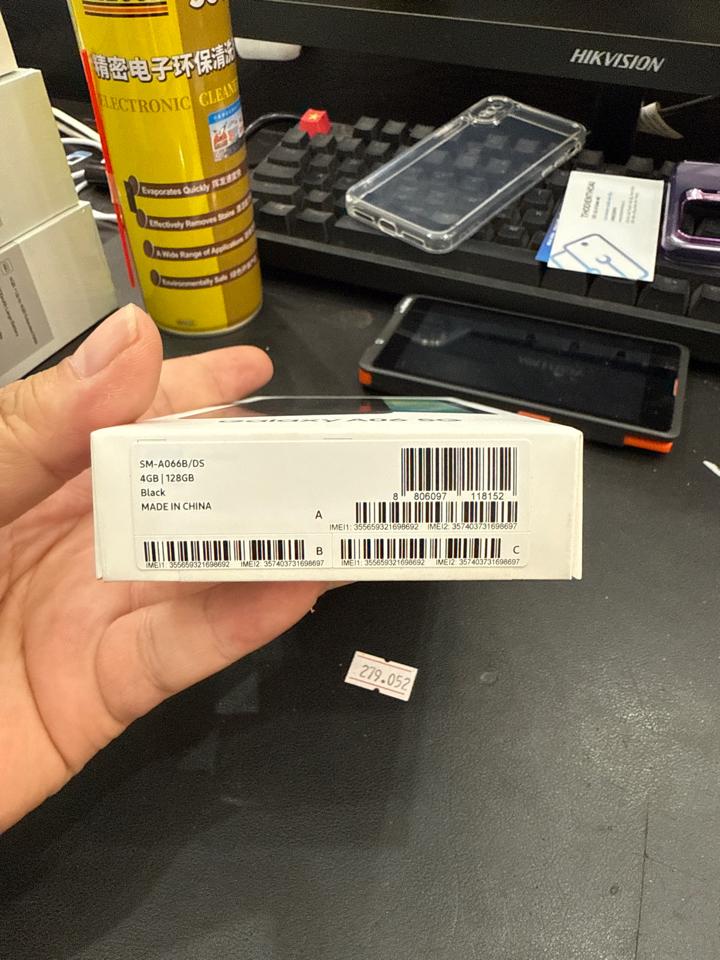 精密电子环保清洗
ELECTRONIC CLEANE
Evaporates Quickly
Effectively Removes Stains
A Wide Range of Applications
Environmentally Safe
HIKVISION
Galaxy A06 5G
SM-A066B/DS
4GB | 128GB
Black
MADE IN CHINA
8 806097 118152
A
IMEI1: 355659321698692 IMEI2: 357403731698697
B
IMEI1: 355659321698692 IMEI2: 357403731698697
C
IMEI1: 355659321698692 IMEI2: 357403731698697
279.052